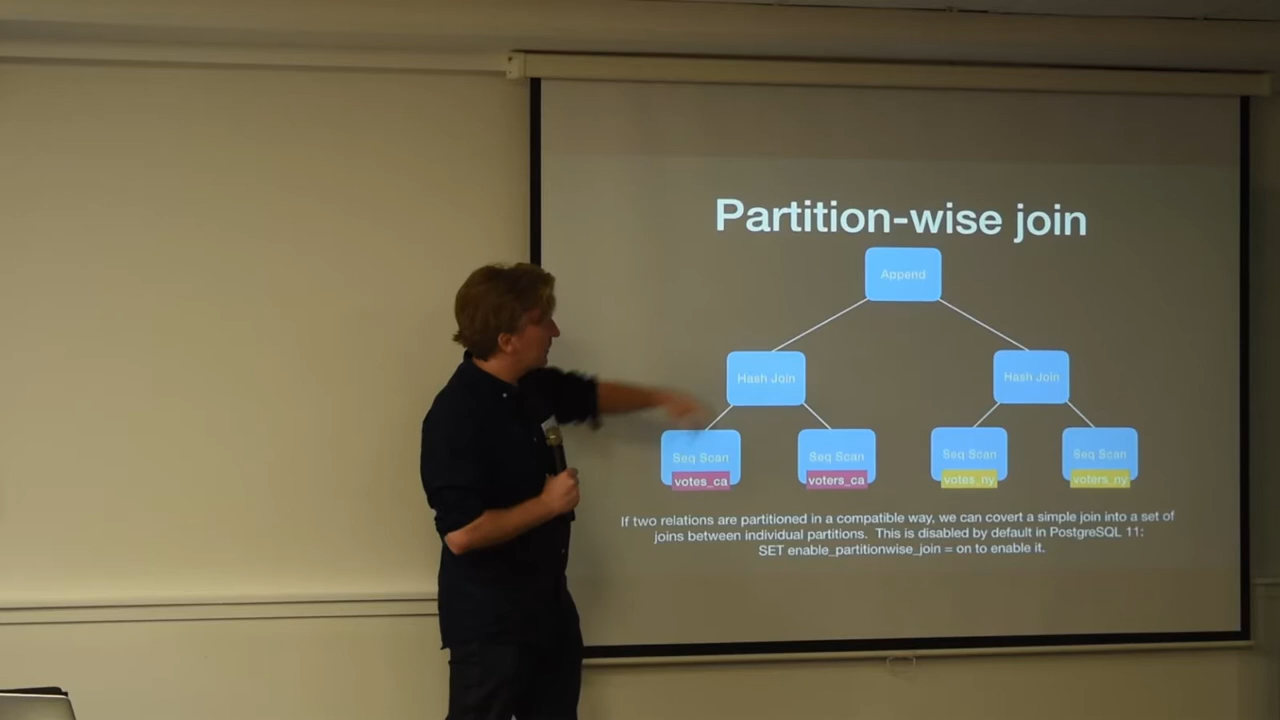 Partition-wise join
Append
Hash Join
Hash Join
Seq Scan
votes_ca
Seq Scan
voters_ca
Seq Scan
votes_ny
Seq Scan
voters_ny
If two relations are partitioned in a compatible way, we can covert a simple join into a set of
joins between individual partitions. This is disabled by default in PostgreSQL 11:
SET enable_partitionwise_join = on to enable it.